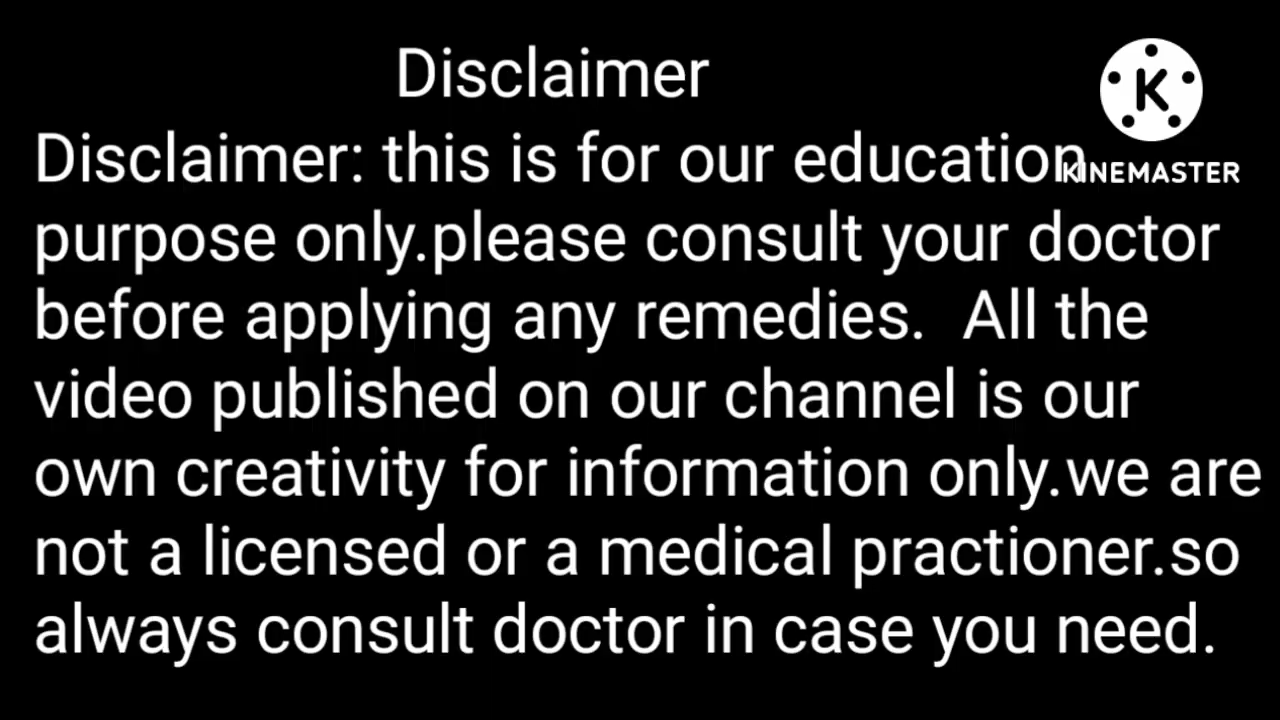 Disclaimer
Disclaimer: this is for our education
KINEMASTER
purpose only.please consult your doctor
before applying any remedies.  All the
video published on our channel is our
own creativity for information only.we are
not a licensed or a medical practioner.so
always consult doctor in case you need.